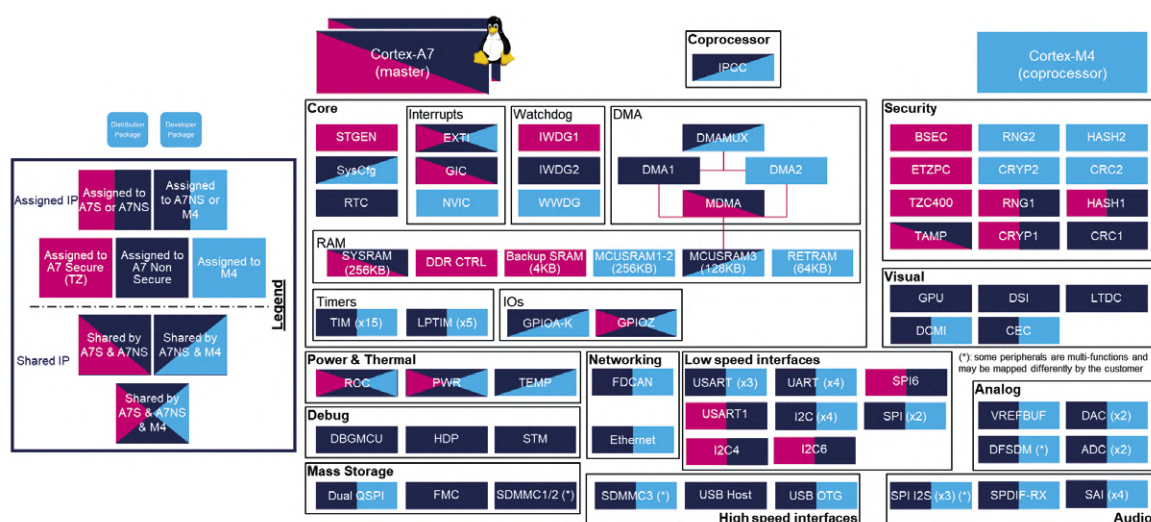 Cortex-A7
(master)
Coprocessor
IPCC
Cortex-M4
(coprocessor)
Distribution
Package
Developer
Package
Assigned IP
Assigned to
A7S or A7NS
Assigned
to A7NS or
M4
Assigned to
A7 Secure
(TZ)
Assigned to
A7 Non
Secure
Assigned to
M4
Legend
Shared IP
Shared by
A7S & A7NS
Shared by
A7NS & M4
Shared by
A7S & A7NS
& M4
Core
STGEN
SysCfg
RTC
Interrupts
EXTI
GIC
NVIC
Watchdog
IWDG1
IWDG2
WWDG
DMA
DMAMUX
DMA1
DMA2
MDMA
RAM
SYSRAM
(256KB)
DDR CTRL
Backup SRAM
(4KB)
MCUSRAM1-2
(256KB)
MCUSRAM3
(128KB)
RETRAM
(64KB)
Timers
TIM (x15)
LPTIM (x5)
IOs
GPIOA-K
GPIOZ
Security
BSEC
RNG2
HASH2
ETZPC
CRYP2
CRC2
TZC400
RNG1
HASH1
TAMP
CRYP1
CRC1
Visual
GPU
DSI
LTDC
DCMI
CEC
(*): some peripherals are multi-functions and
may be mapped differently by the customer
Power & Thermal
RCC
PWR
TEMP
Debug
DBGMCU
HDP
STM
Mass Storage
Dual QSPI
FMC
SDMMC1/2 (*)
Networking
FDCAN
Ethernet
Low speed interfaces
USART (x3)
UART (x4)
SPI6
USART1
I2C (x4)
SPI (x2)
I2C4
I2C6
Analog
VREFBUF
DAC (x2)
DFSDM (*)
ADC (x2)
SDMMC3 (*)
USB Host
USB OTG
High speed interfaces
SPI I2S (x3) (*)
SPDIF-RX
SAI (x4)
Audio